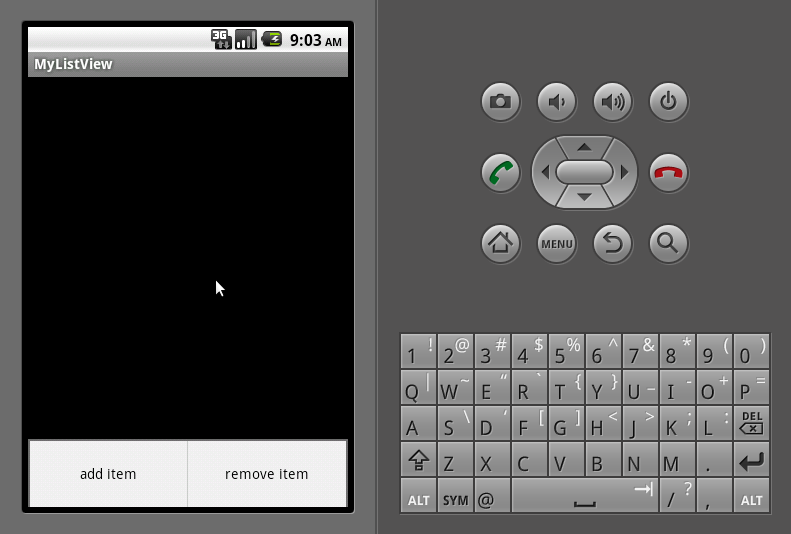 3G 9:03 AM
MyListView
add item remove item
MENU
1 ! 2 @ 3 # 4 $ 5 % 6 ^ 7 & 8 * 9 ( 0 )
Q | W ~ E “ R ` T { Y } U _ I - O + P =
A S \ D ‘ F [ G ] H < J > K ; L : DEL
Z X C V B N M .
ALT SYM @ / ? , ALT